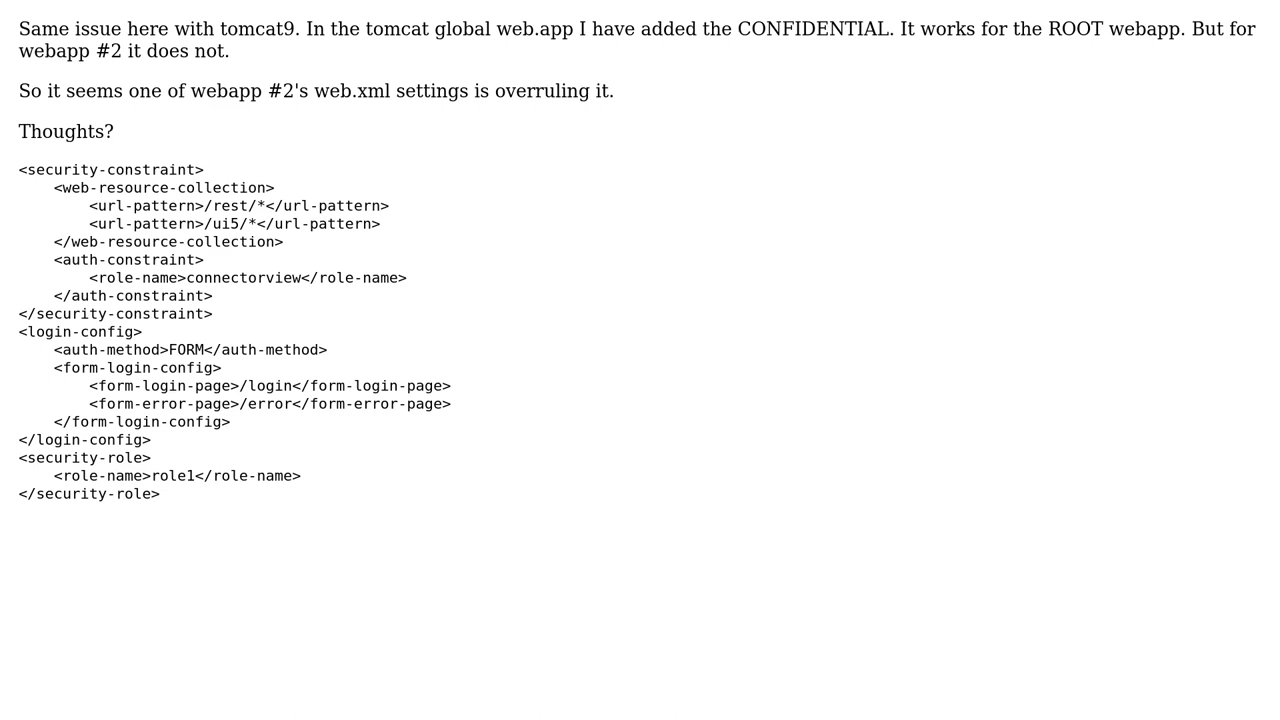 Same issue here with tomcat9. In the tomcat global web.app I have added the CONFIDENTIAL. It works for the ROOT webapp. But for
webapp #2 it does not.
So it seems one of webapp #2's web.xml settings is overruling it.
Thoughts?
<security-constraint>
    <web-resource-collection>
        <url-pattern>/rest/*</url-pattern>
        <url-pattern>/ui5/*</url-pattern>
    </web-resource-collection>
    <auth-constraint>
        <role-name>connectorview</role-name>
    </auth-constraint>
</security-constraint>
<login-config>
    <auth-method>FORM</auth-method>
    <form-login-config>
        <form-login-page>/login</form-login-page>
        <form-error-page>/error</form-error-page>
    </form-login-config>
</login-config>
<security-role>
    <role-name>role1</role-name>
</security-role>